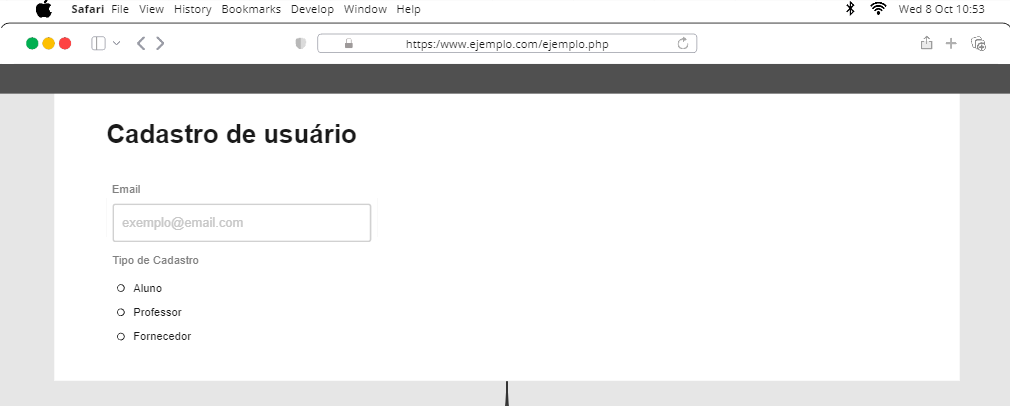 Safari File View History Bookmarks Develop Window Help Wed 8 Oct 10:53
https:/www.ejemplo.com/ejemplo.php
Cadastro de usuário
Email
exemplo@email.com
Tipo de Cadastro
Aluno
Professor
Fornecedor